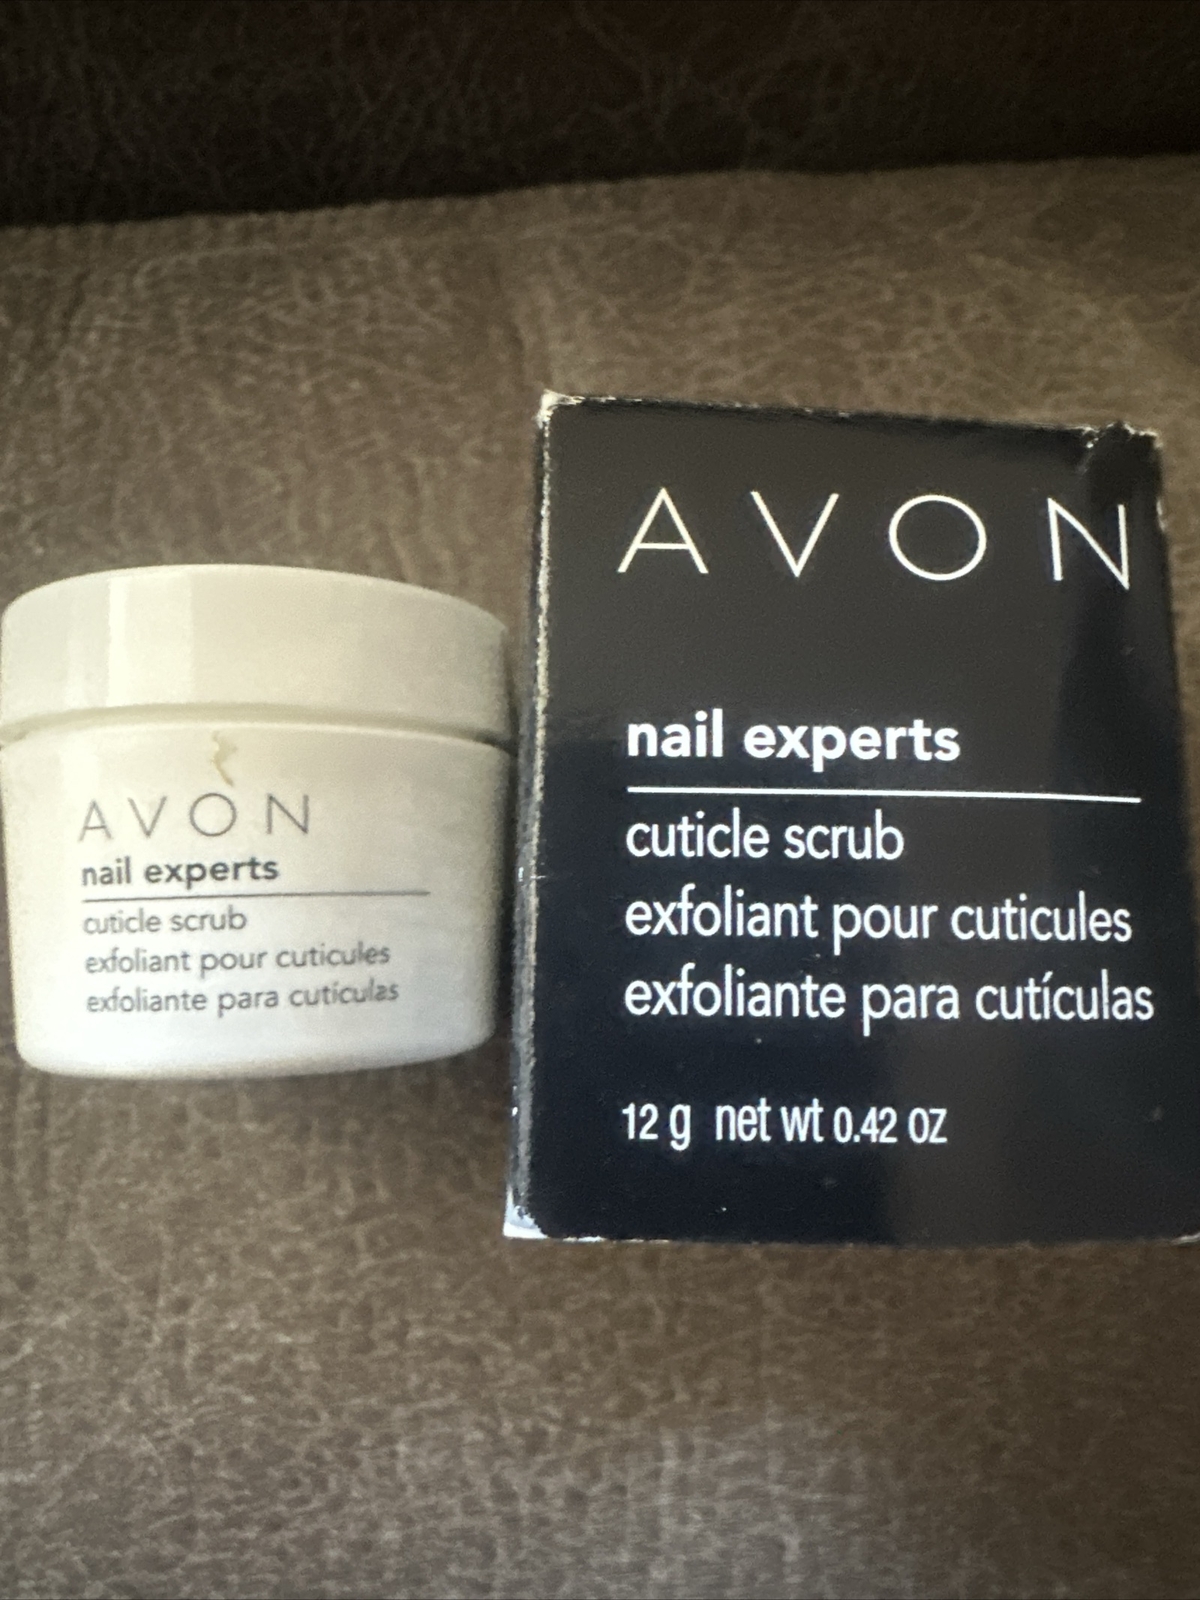 AVON
nail experts
cuticle scrub
exfoliant pour cuticules
exfoliante para cutículas
AVON
nail experts
cuticle scrub
exfoliant pour cuticules
exfoliante para cutículas
12 g net wt 0.42 oz